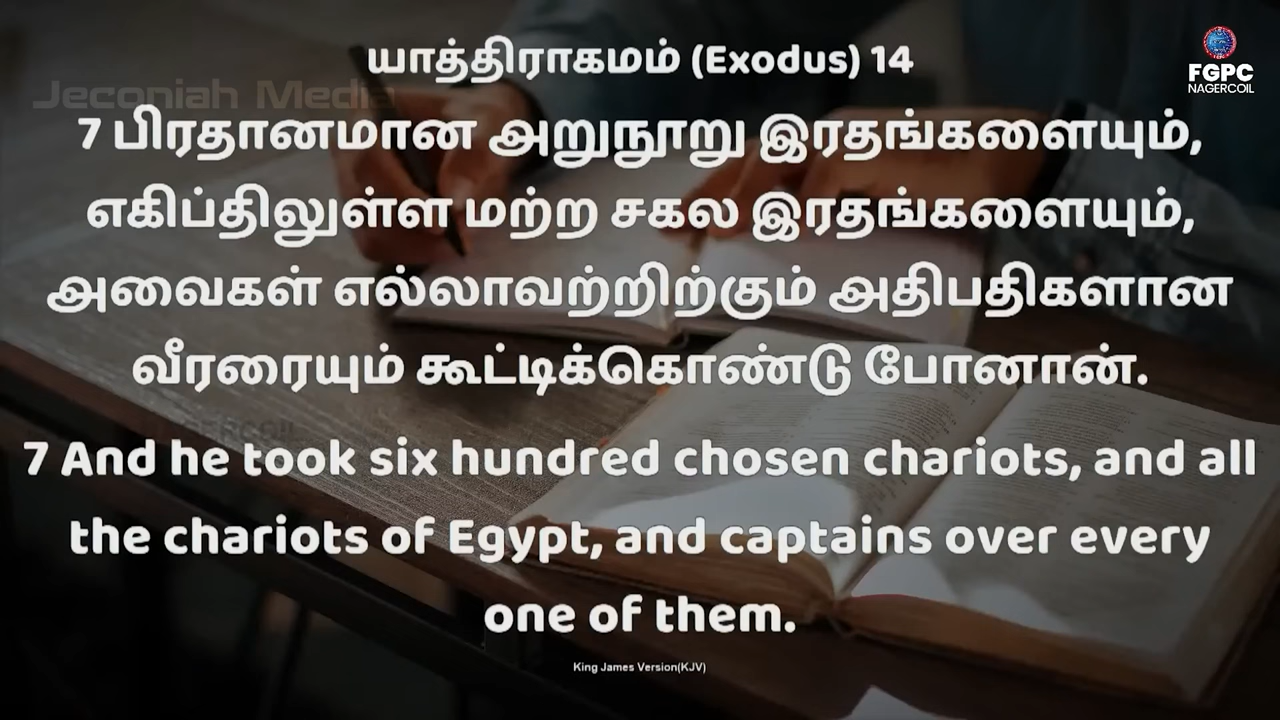 யாத்திராகமம் (Exodus) 14
FGPC
NAGERCOIL
Jeconiah Media
7 பிரதானமான அறுநூறு இரதங்களையும்,
எகிப்திலுள்ள மற்ற சகல இரதங்களையும்,
அவைகள் எல்லாவற்றிற்கும் அதிபதிகளான
வீரரையும் கூட்டிக்கொண்டு போனான்.
7 And he took six hundred chosen chariots, and all
the chariots of Egypt, and captains over every
one of them.
King James Version(KJV)